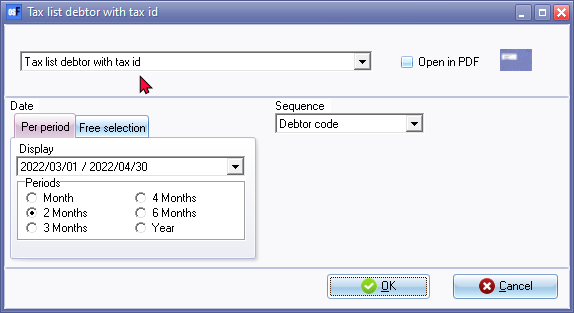 Tax list debtor with tax id
Tax list debtor with tax id
Open in PDF
Date
Sequence
Per period
Free selection
Debtor code
Display
2022/03/01 / 2022/04/30
Periods
Month
4 Months
2 Months
6 Months
3 Months
Year
OK
Cancel